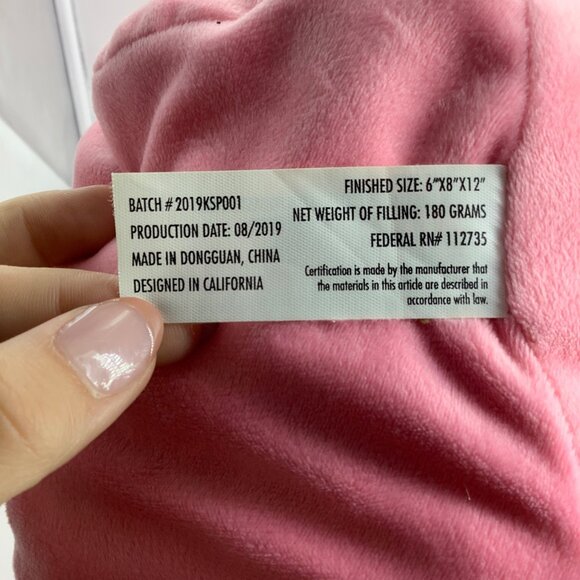 BATCH # 2019KSP001
PRODUCTION DATE: 08/2019
MADE IN DONGGUAN, CHINA
DESIGNED IN CALIFORNIA
FINISHED SIZE: 6"X8"X12"
NET WEIGHT OF FILLING: 180 GRAMS
FEDERAL RN# 112735
Certification is made by the manufacturer that
the materials in this article are described in
accordance with law.